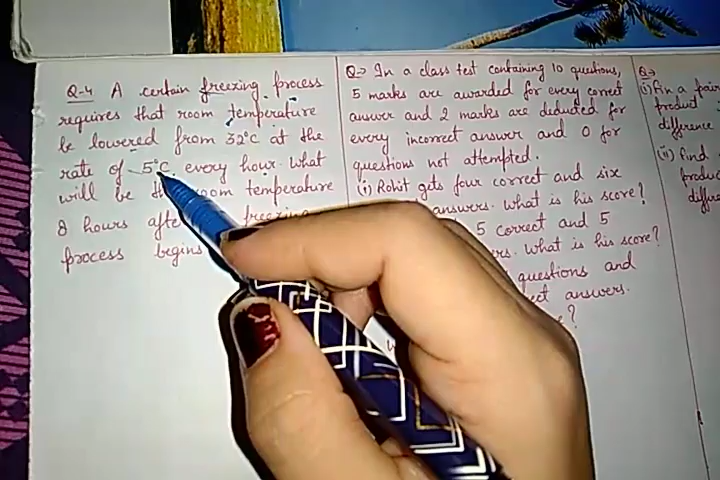 Q-4 A certain freezing process
requires that room temperature
be lowered from 32°C at the
rate of 5°C every hour. What
will be room temperature
8 hours freezing
process begins
Q-> In a class test containing 10 questions,
5 marks are awarded for every correct
answer and 2 marks are deducted for
every incorrect answer and 0 for
questions not attempted.
(i) Rohit gets four correct and six
answers. What is his score?
5 correct and 5
What is his score?
questions and
answers.
Q->
(i) Fin a pair
product
difference
(ii) Find